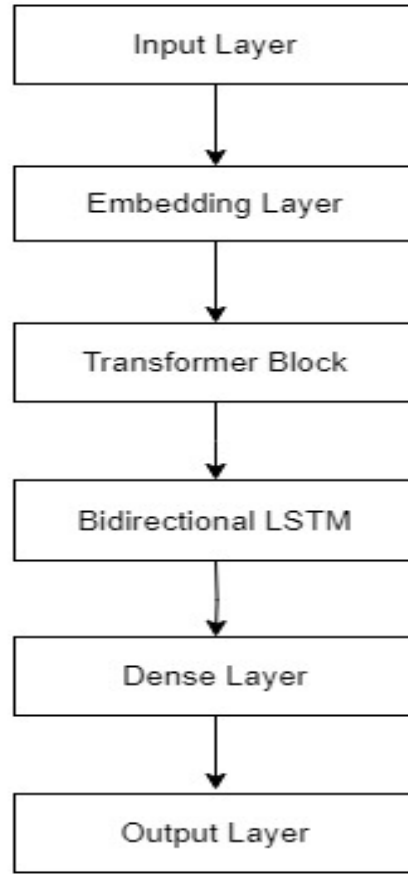 Input Layer
Embedding Layer
Transformer Block
Bidirectional LSTM
Dense Layer
Output Layer